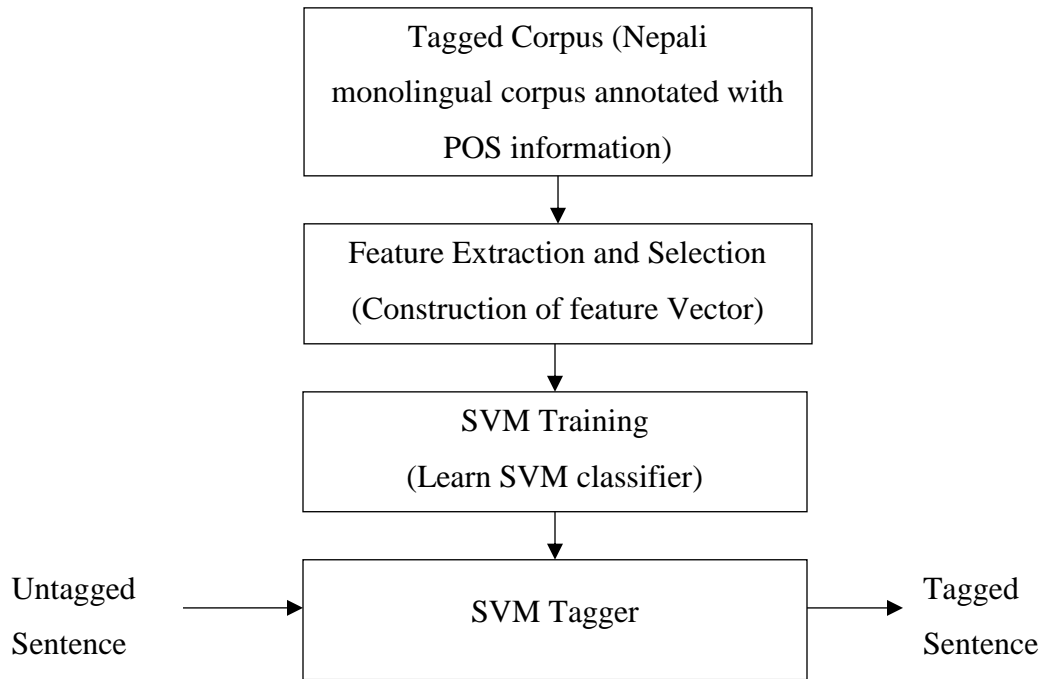 Tagged Corpus (Nepali
monolingual corpus annotated with
POS information)
Feature Extraction and Selection
(Construction of feature Vector)
SVM Training
(Learn SVM classifier)
Untagged
Sentence
SVM Tagger
Tagged
Sentence